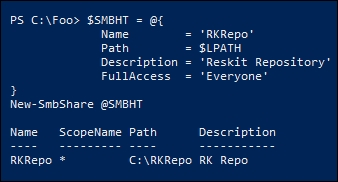 PS C:\Foo> $SMBHT = @{
Name = 'RKRepo'
Path = $LPATH
Description = 'Reskit Repository'
FullAccess = 'Everyone'
}
New-SmbShare @SMBHT
Name ScopeName Path Description
---- --------- ---- -----------
RKRepo * C:\RKRepo RK Repo